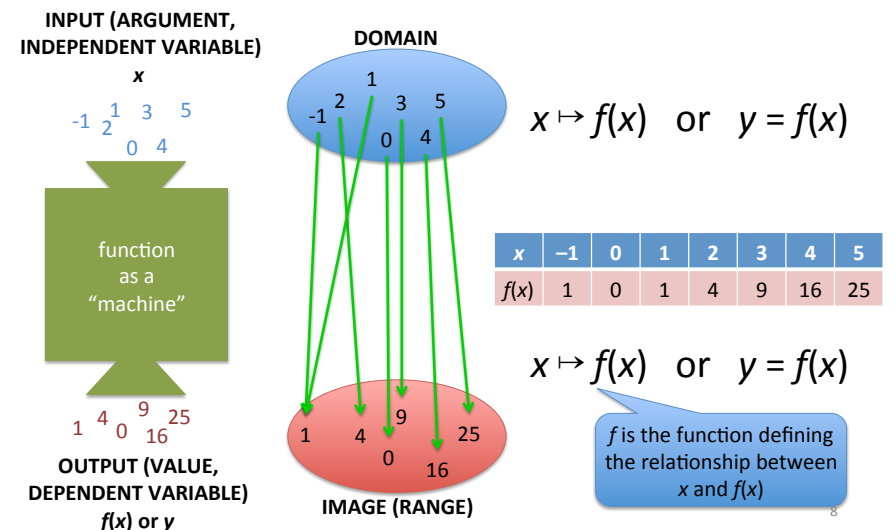 INPUT (ARGUMENT,
INDEPENDENT VARIABLE)
x
-1 2 1 3 5
0 4
function
as a
“machine”
1 4 0 9 16 25
OUTPUT (VALUE,
DEPENDENT VARIABLE)
f(x) or y
DOMAIN
1
-1 2 3 5
0 4
1 4 9 25
0 16
IMAGE (RANGE)
x ↦ f(x) or y = f(x)
x –1 0 1 2 3 4 5
f(x) 1 0 1 4 9 16 25
x ↦ f(x) or y = f(x)
f is the function defining
the relationship between
x and f(x)
8